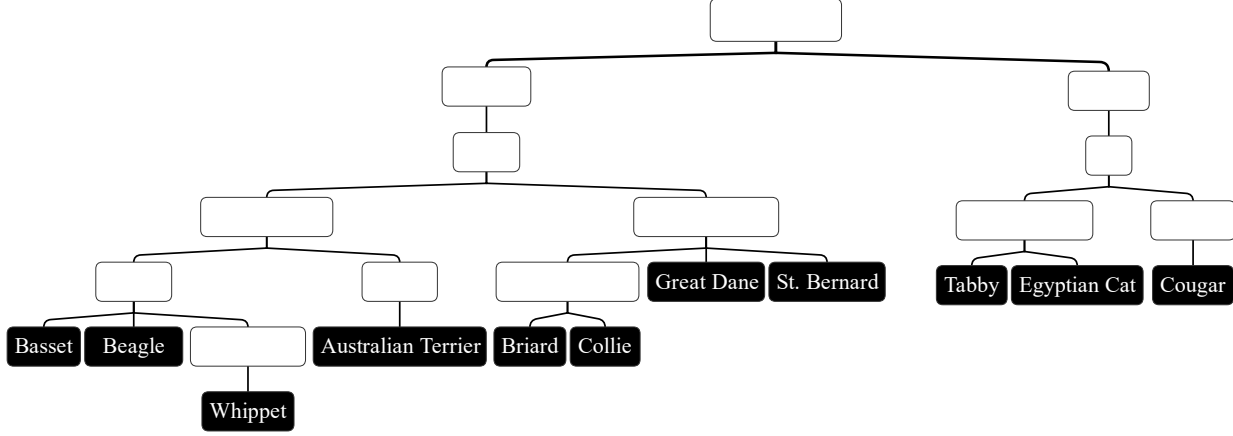 Great Dane
St. Bernard
Tabby
Egyptian Cat
Cougar
Basset
Beagle
Australian Terrier
Briard
Collie
Whippet